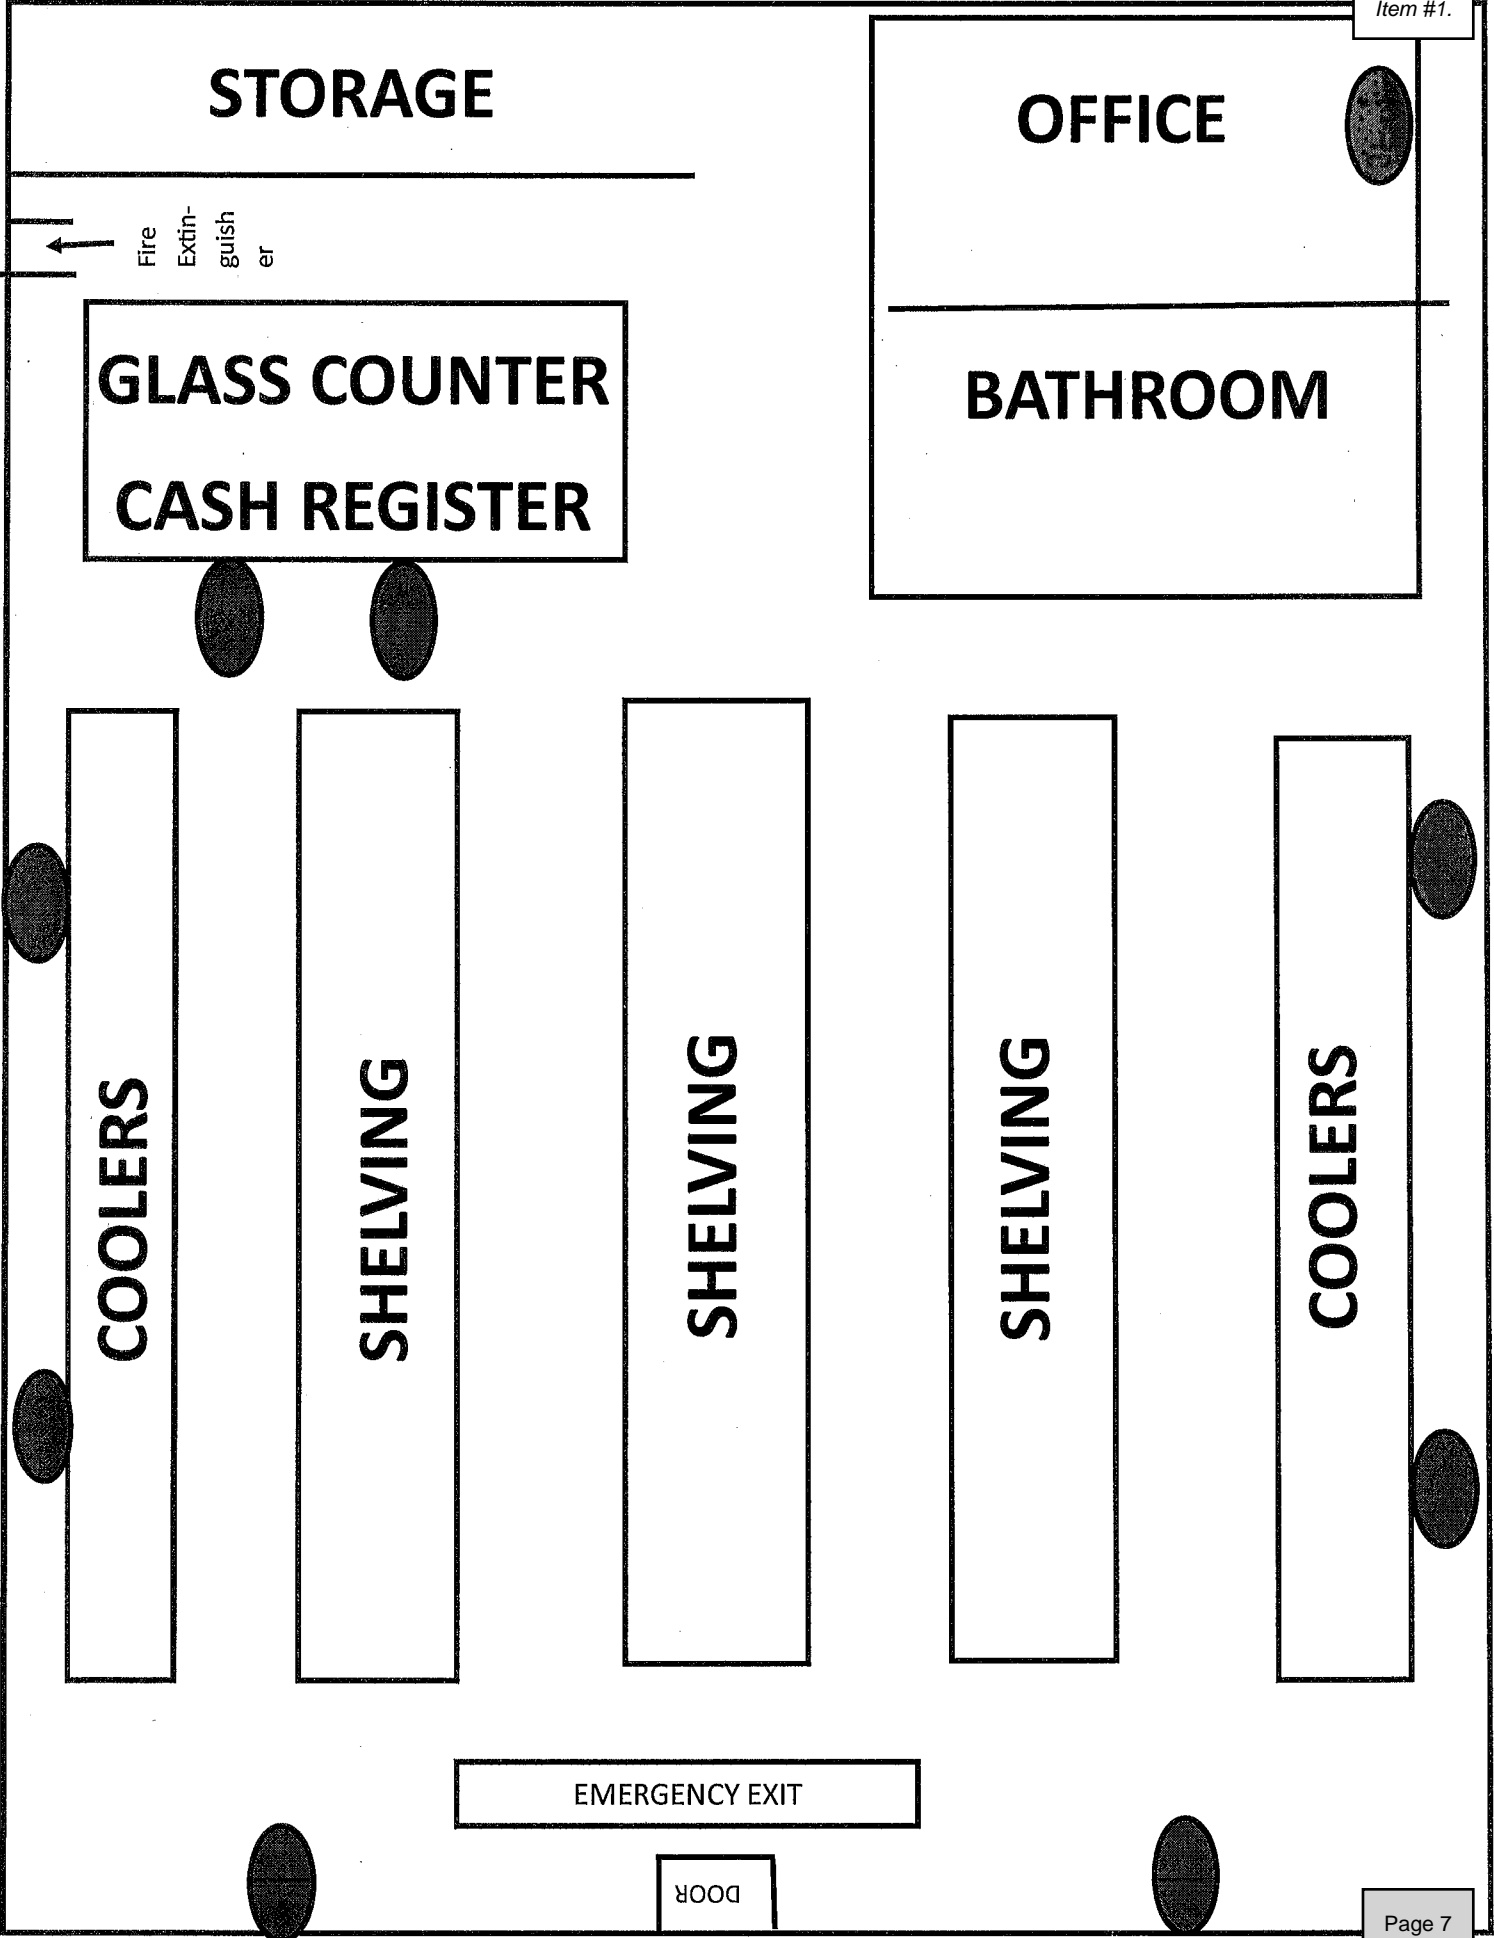 Item #1.
STORAGE
OFFICE
Fire
Extin-
guish
er
GLASS COUNTER
CASH REGISTER
BATHROOM
COOLERS
SHELVING
SHELVING
SHELVING
COOLERS
EMERGENCY EXIT
DOOR
Page 7